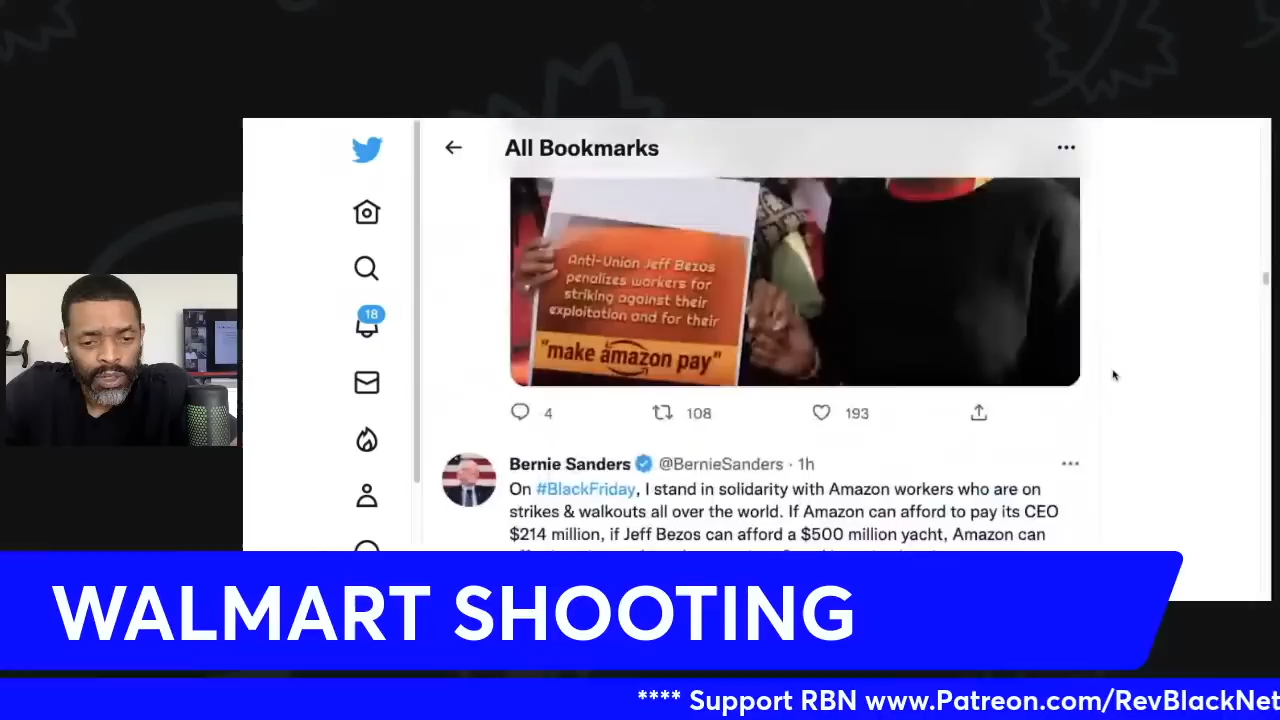 All Bookmarks
Anti-Union Jeff Bezos
penalizes workers for
striking against their
exploitation and for their
"make amazon pay"
18
4
108
193
Bernie Sanders @BernieSanders · 1h
On #BlackFriday, I stand in solidarity with Amazon workers who are on
strikes & walkouts all over the world. If Amazon can afford to pay its CEO
$214 million, if Jeff Bezos can afford a $500 million yacht, Amazon can
WALMART SHOOTING
**** Support RBN www.Patreon.com/RevBlackNet